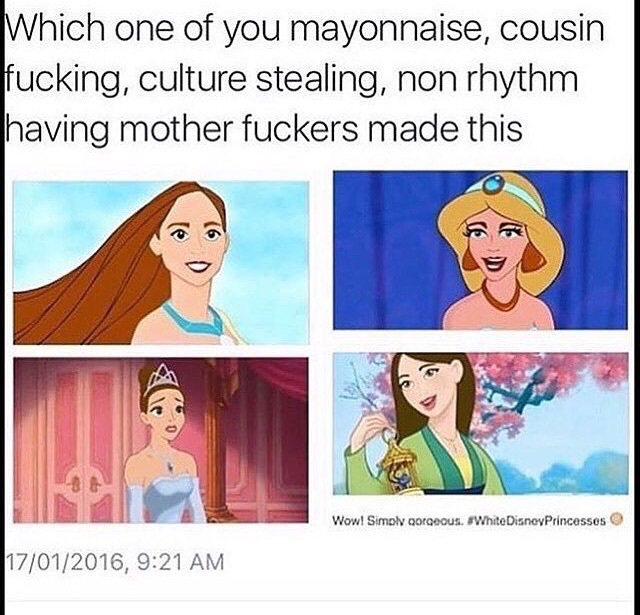 Which one of you mayonnaise, cousin
fucking, culture stealing, non rhythm
having mother fuckers made this
Wow! Simply gorgeous. #WhiteDisneyPrincesses
17/01/2016, 9:21 AM